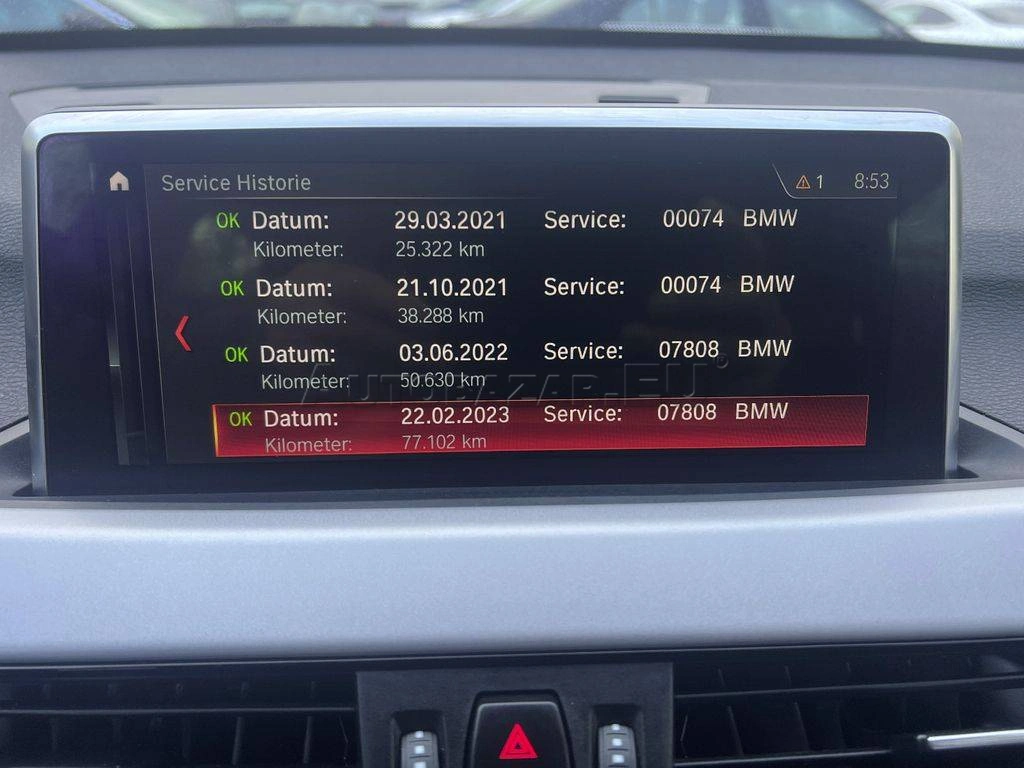 Service Historie
1 8:53
OK Datum: 29.03.2021 Service: 00074 BMW
Kilometer: 25.322 km
OK Datum: 21.10.2021 Service: 00074 BMW
Kilometer: 38.288 km
OK Datum: 03.06.2022 Service: 07808 BMW
Kilometer: 50.630 km
AUTOBAZAR.EU
OK Datum: 22.02.2023 Service: 07808 BMW
Kilometer: 77.102 km